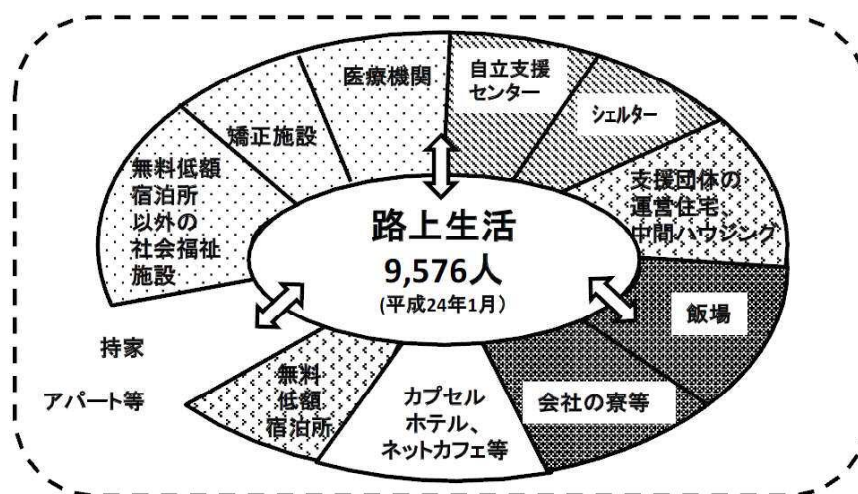 医療機関
自立支援
センター
シェルター
矯正施設
無料低額
宿泊所
以外の
社会福祉
施設
支援団体の
運営住宅、
中間ハウジング
路上生活
9,576人
(平成24年1月)
飯場
持家
アパート等
無料
低額
宿泊所
カプセル
ホテル、
ネットカフェ等
会社の寮等